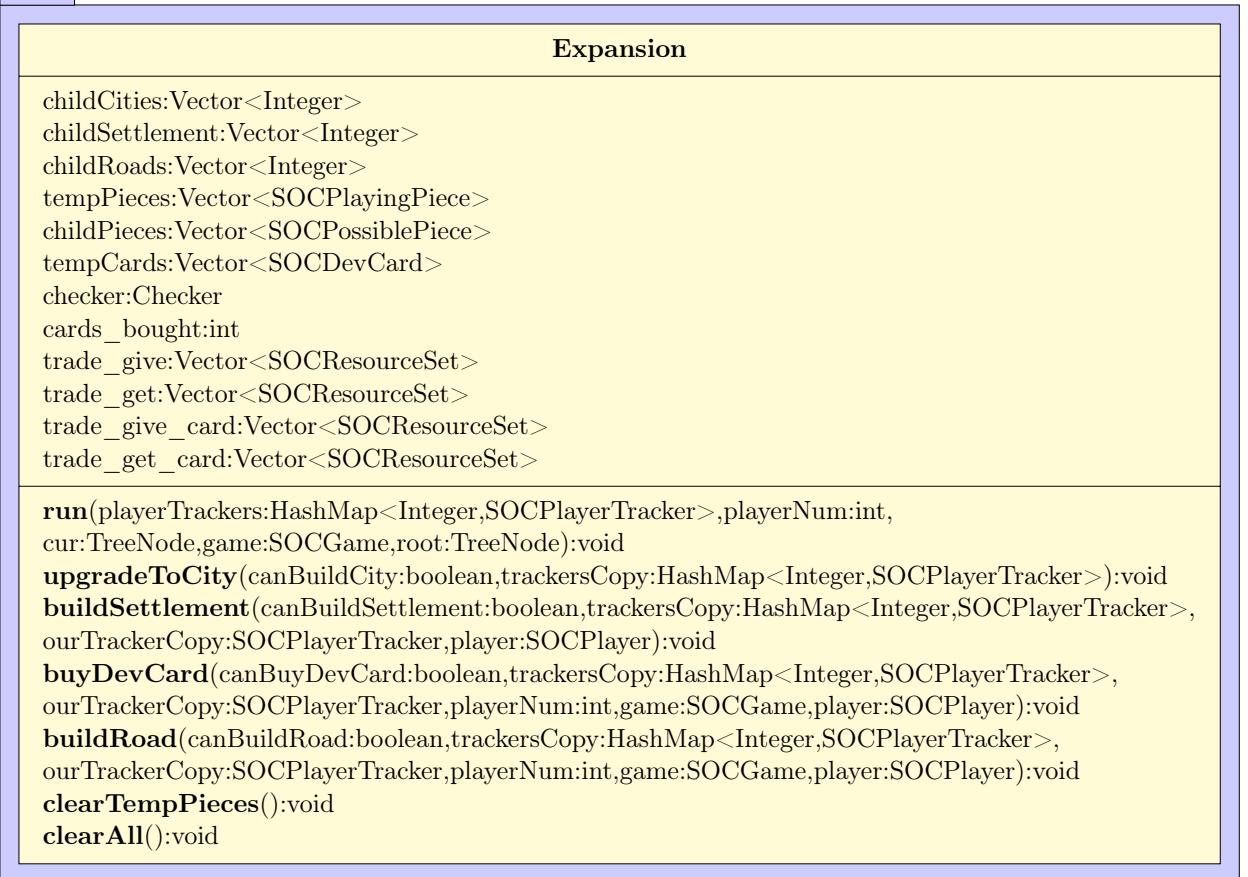 Expansion
childCities:Vector<Integer>
childSettlement:Vector<Integer>
childRoads:Vector<Integer>
tempPieces:Vector<SOCPlayingPiece>
childPieces:Vector<SOCPossiblePiece>
tempCards:Vector<SOCDevCard>
checker:Checker
cards_bought:int
trade_give:Vector<SOCResourceSet>
trade_get:Vector<SOCResourceSet>
trade_give_card:Vector<SOCResourceSet>
trade_get_card:Vector<SOCResourceSet>
run(playerTrackers:HashMap<Integer,SOCPlayerTracker>,playerNum:int,
cur:TreeNode,game:SOCGame,root:TreeNode):void
upgradeToCity(canBuildCity:boolean,trackersCopy:HashMap<Integer,SOCPlayerTracker>):void
buildSettlement(canBuildSettlement:boolean,trackersCopy:HashMap<Integer,SOCPlayerTracker>,
ourTrackerCopy:SOCPlayerTracker,player:SOCPlayer):void
buyDevCard(canBuyDevCard:boolean,trackersCopy:HashMap<Integer,SOCPlayerTracker>,
ourTrackerCopy:SOCPlayerTracker,playerNum:int,game:SOCGame,player:SOCPlayer):void
buildRoad(canBuildRoad:boolean,trackersCopy:HashMap<Integer,SOCPlayerTracker>,
ourTrackerCopy:SOCPlayerTracker,playerNum:int,game:SOCGame,player:SOCPlayer):void
clearTempPieces():void
clearAll():void